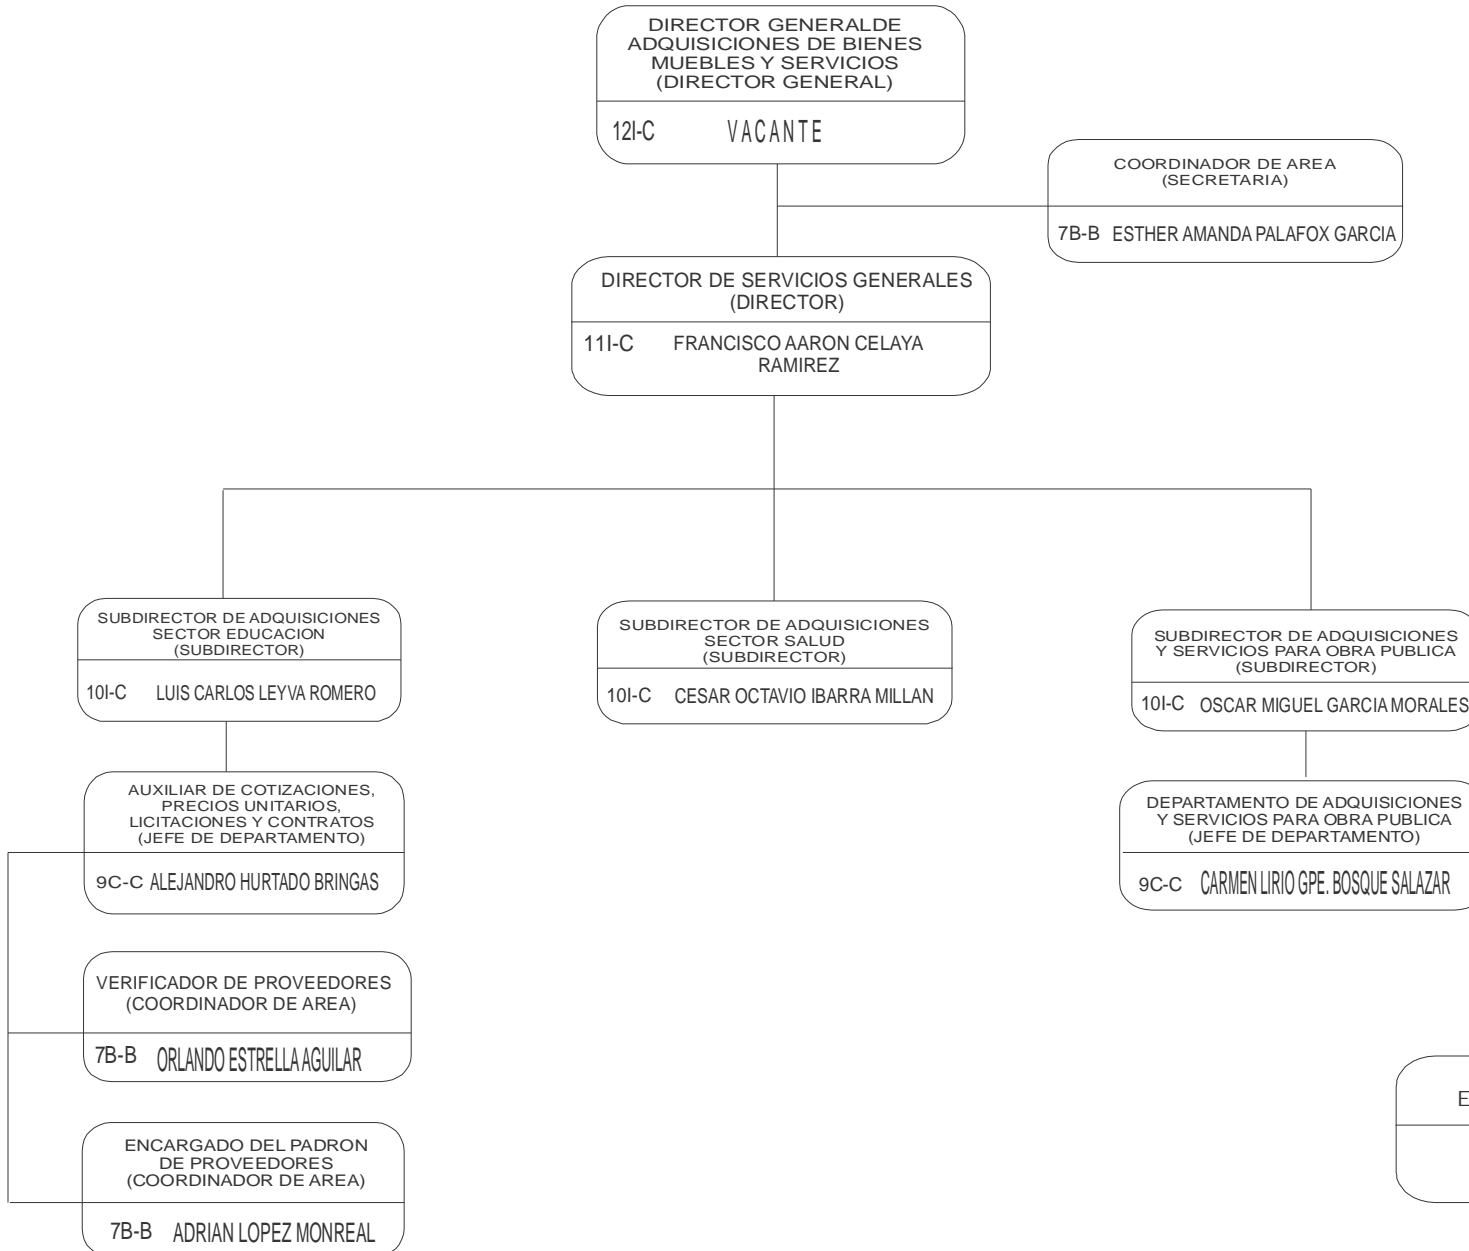 DIRECTOR GENERALDE
ADQUISICIONES DE BIENES
MUEBLES Y SERVICIOS
(DIRECTOR GENERAL)
12I-C VACANTE
COORDINADOR DE AREA
(SECRETARIA)
7B-B ESTHER AMANDA PALAFOX GARCIA
DIRECTOR DE SERVICIOS GENERALES
(DIRECTOR)
11I-C FRANCISCO AARON CELAYA
RAMIREZ
SUBDIRECTOR DE ADQUISICIONES
SECTOR EDUCACION
(SUBDIRECTOR)
10I-C LUIS CARLOS LEYVA ROMERO
SUBDIRECTOR DE ADQUISICIONES
SECTOR SALUD
(SUBDIRECTOR)
10I-C CESAR OCTAVIO IBARRA MILLAN
SUBDIRECTOR DE ADQUISICIONES
Y SERVICIOS PARA OBRA PUBLICA
(SUBDIRECTOR)
10I-C OSCAR MIGUEL GARCIA MORALES
AUXILIAR DE COTIZACIONES,
PRECIOS UNITARIOS,
LICITACIONES Y CONTRATOS
(JEFE DE DEPARTAMENTO)
9C-C ALEJANDRO HURTADO BRINGAS
DEPARTAMENTO DE ADQUISICIONES
Y SERVICIOS PARA OBRA PUBLICA
(JEFE DE DEPARTAMENTO)
9C-C CARMEN LIRIO GPE. BOSQUE SALAZAR
VERIFICADOR DE PROVEEDORES
(COORDINADOR DE AREA)
7B-B ORLANDO ESTRELLA AGUILAR
E
ENCARGADO DEL PADRON
DE PROVEEDORES
(COORDINADOR DE AREA)
7B-B ADRIAN LOPEZ MONREAL